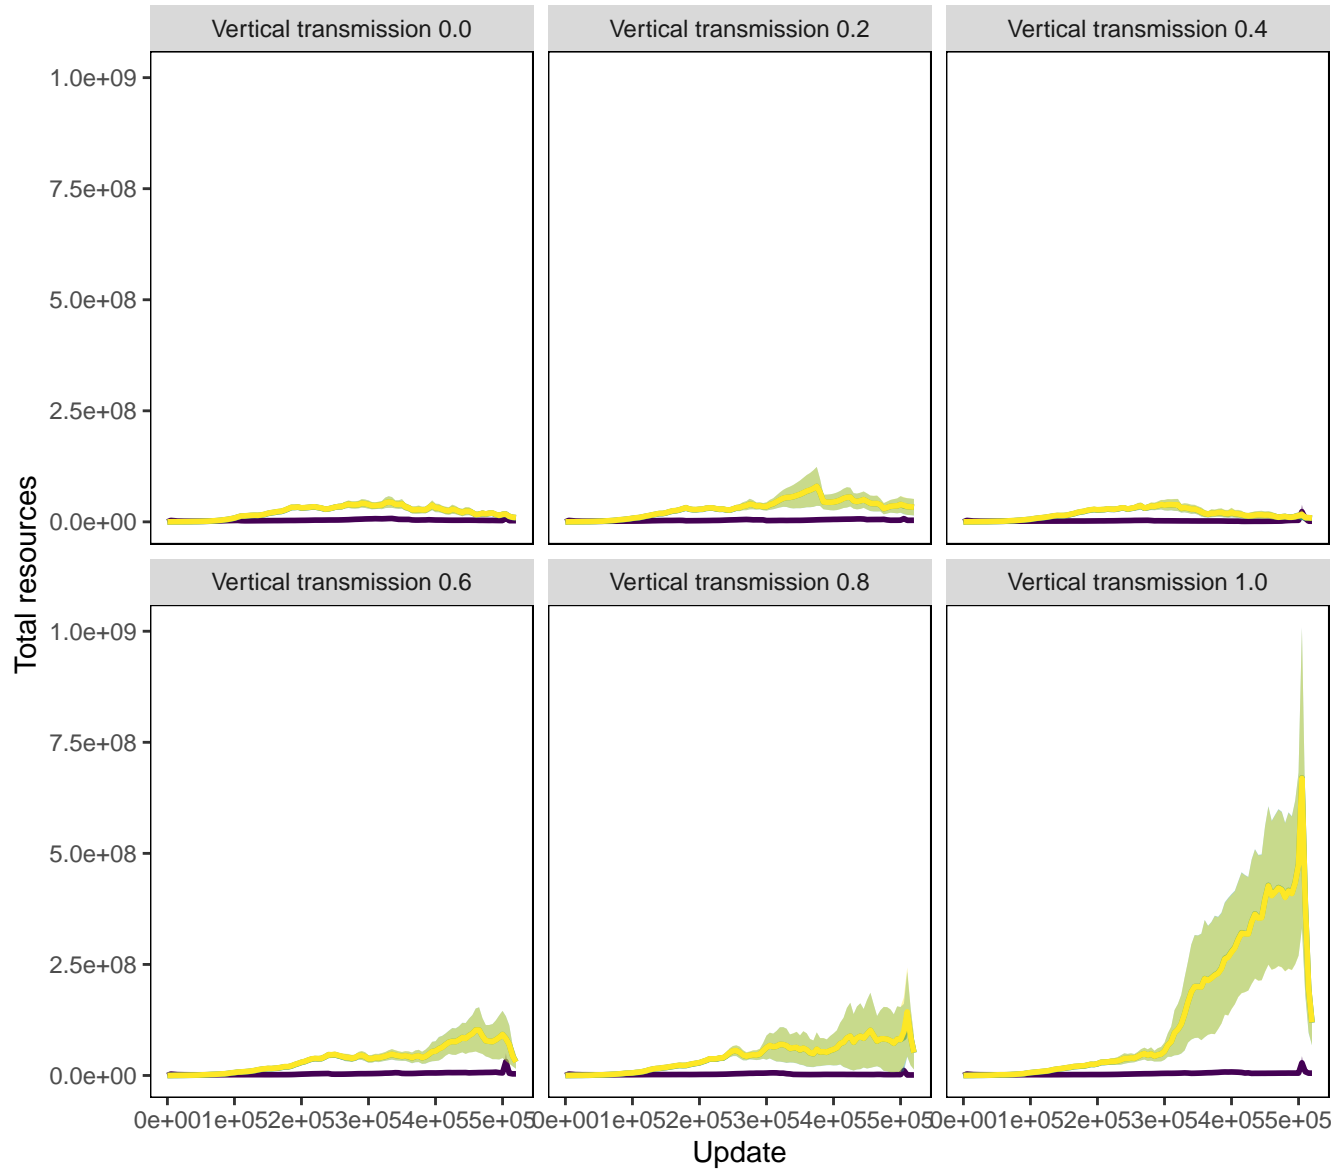 Vertical transmission 0.0
Vertical transmission 0.2
Vertical transmission 0.4
1.0e+09
7.5e+08
5.0e+08
2.5e+08
0.0e+00
Total resources
Vertical transmission 0.6
Vertical transmission 0.8
Vertical transmission 1.0
1.0e+09
7.5e+08
5.0e+08
2.5e+08
0.0e+00
0e+001e+052e+053e+054e+055e+05
0e+001e+052e+053e+054e+055e+05
0e+001e+052e+053e+054e+055e+05
Update